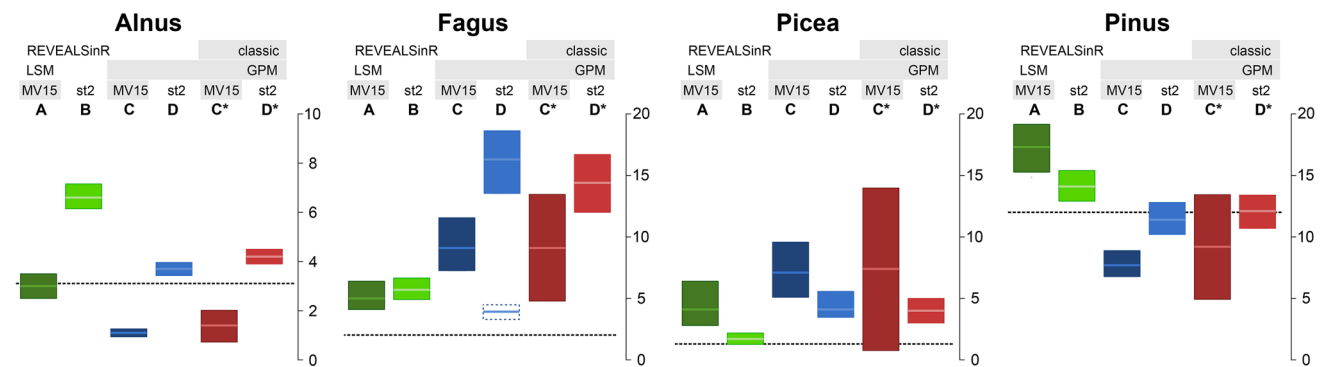 Alnus Fagus Picea Pinus
REVEALSinR classic REVEALSinR classic REVEALSinR classic REVEALSinR classic
LSM GPM LSM GPM LSM GPM LSM GPM
MV15 st2 MV15 st2 MV15 st2 MV15 st2 MV15 st2 MV15 st2 MV15 st2 MV15 st2 MV15 st2 MV15 st2 MV15 st2 MV15 st2
A B C D C* D* A B C D C* D* A B C D C* D* A B C D C* D*
10 20 20 20
8 15 15 15
6 10 10 10
4 5 5 5
2 0 0 0
0